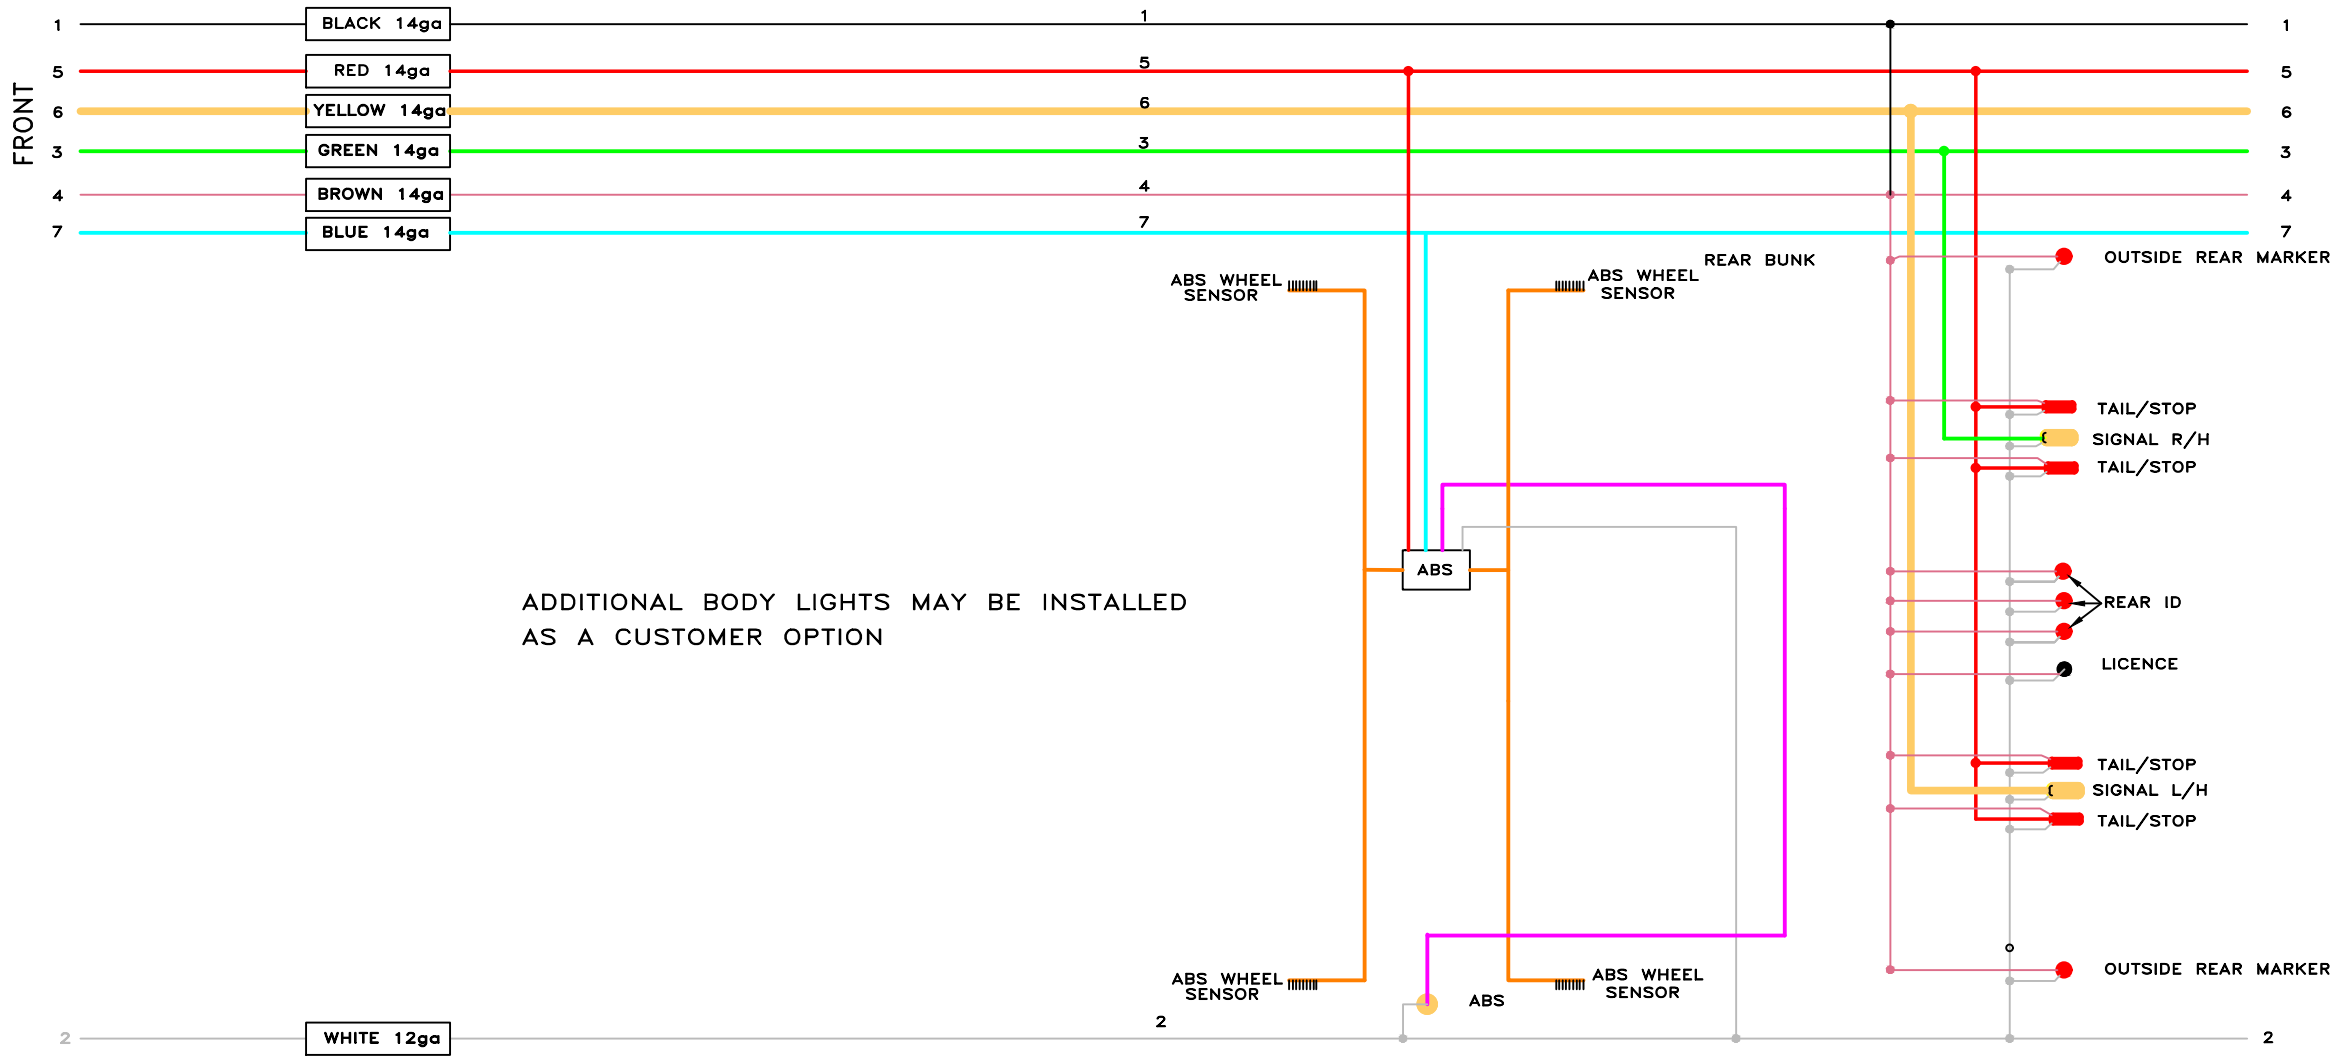 1 BLACK 14ga 1 1
5 RED 14ga 5 5
FRONT
6 YELLOW 14ga 6 6
3 GREEN 14ga 3 3
4 BROWN 14ga 4 4
7 BLUE 14ga 7 7
REAR BUNK
OUTSIDE REAR MARKER
ABS WHEEL
SENSOR
ABS WHEEL
SENSOR
TAIL/STOP
SIGNAL R/H
TAIL/STOP
ABS
ADDITIONAL BODY LIGHTS MAY BE INSTALLED
AS A CUSTOMER OPTION
REAR ID
LICENCE
TAIL/STOP
SIGNAL L/H
TAIL/STOP
OUTSIDE REAR MARKER
ABS WHEEL
SENSOR
ABS WHEEL
SENSOR
ABS
2 WHITE 12ga 2 2